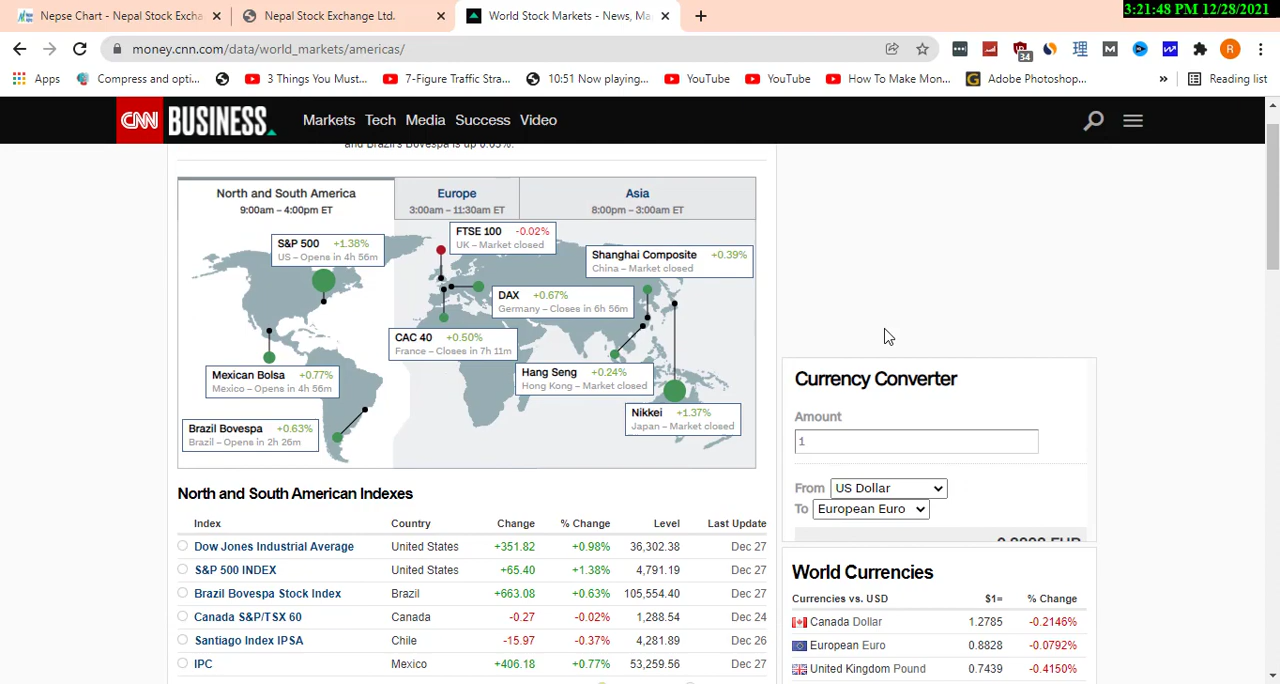 3:21:48 PM 12/28/2021
Nepse Chart - Nepal Stock Excha
Nepal Stock Exchange Ltd.
World Stock Markets - News, Mar
money.cnn.com/data/world_markets/americas/
34
R
Apps
Compress and opti...
3 Things You Must...
7-Figure Traffic Stra...
10:51 Now playing...
YouTube
YouTube
How To Make Mon...
Adobe Photoshop...
»
Reading list
CNN BUSINESS
Markets Tech Media Success Video
and Brazil's Bovespa is up 0.63%.
North and South America
9:00am – 4:00pm ET
Europe
3:00am – 11:30am ET
Asia
8:00pm – 3:00am ET
S&P 500 +1.38%
US – Opens in 4h 56m
FTSE 100 -0.02%
UK – Market closed
Shanghai Composite +0.39%
China – Market closed
DAX +0.67%
Germany – Closes in 6h 56m
CAC 40 +0.50%
France – Closes in 7h 11m
Hang Seng +0.24%
Hong Kong – Market closed
Mexican Bolsa +0.77%
Mexico – Opens in 4h 56m
Nikkei +1.37%
Japan – Market closed
Brazil Bovespa +0.63%
Brazil – Opens in 2h 26m
Currency Converter
Amount
1
From US Dollar
To European Euro
North and South American Indexes
Index Country Change % Change Level Last Update
Dow Jones Industrial Average United States +351.82 +0.98% 36,302.38 Dec 27
S&P 500 INDEX United States +65.40 +1.38% 4,791.19 Dec 27
Brazil Bovespa Stock Index Brazil +663.08 +0.63% 105,554.40 Dec 27
Canada S&P/TSX 60 Canada -0.27 -0.02% 1,288.54 Dec 24
Santiago Index IPSA Chile -15.97 -0.37% 4,281.89 Dec 26
IPC Mexico +406.18 +0.77% 53,259.56 Dec 27
World Currencies
Currencies vs. USD $1= % Change
Canada Dollar 1.2785 -0.2146%
European Euro 0.8828 -0.0792%
United Kingdom Pound 0.7439 -0.4150%